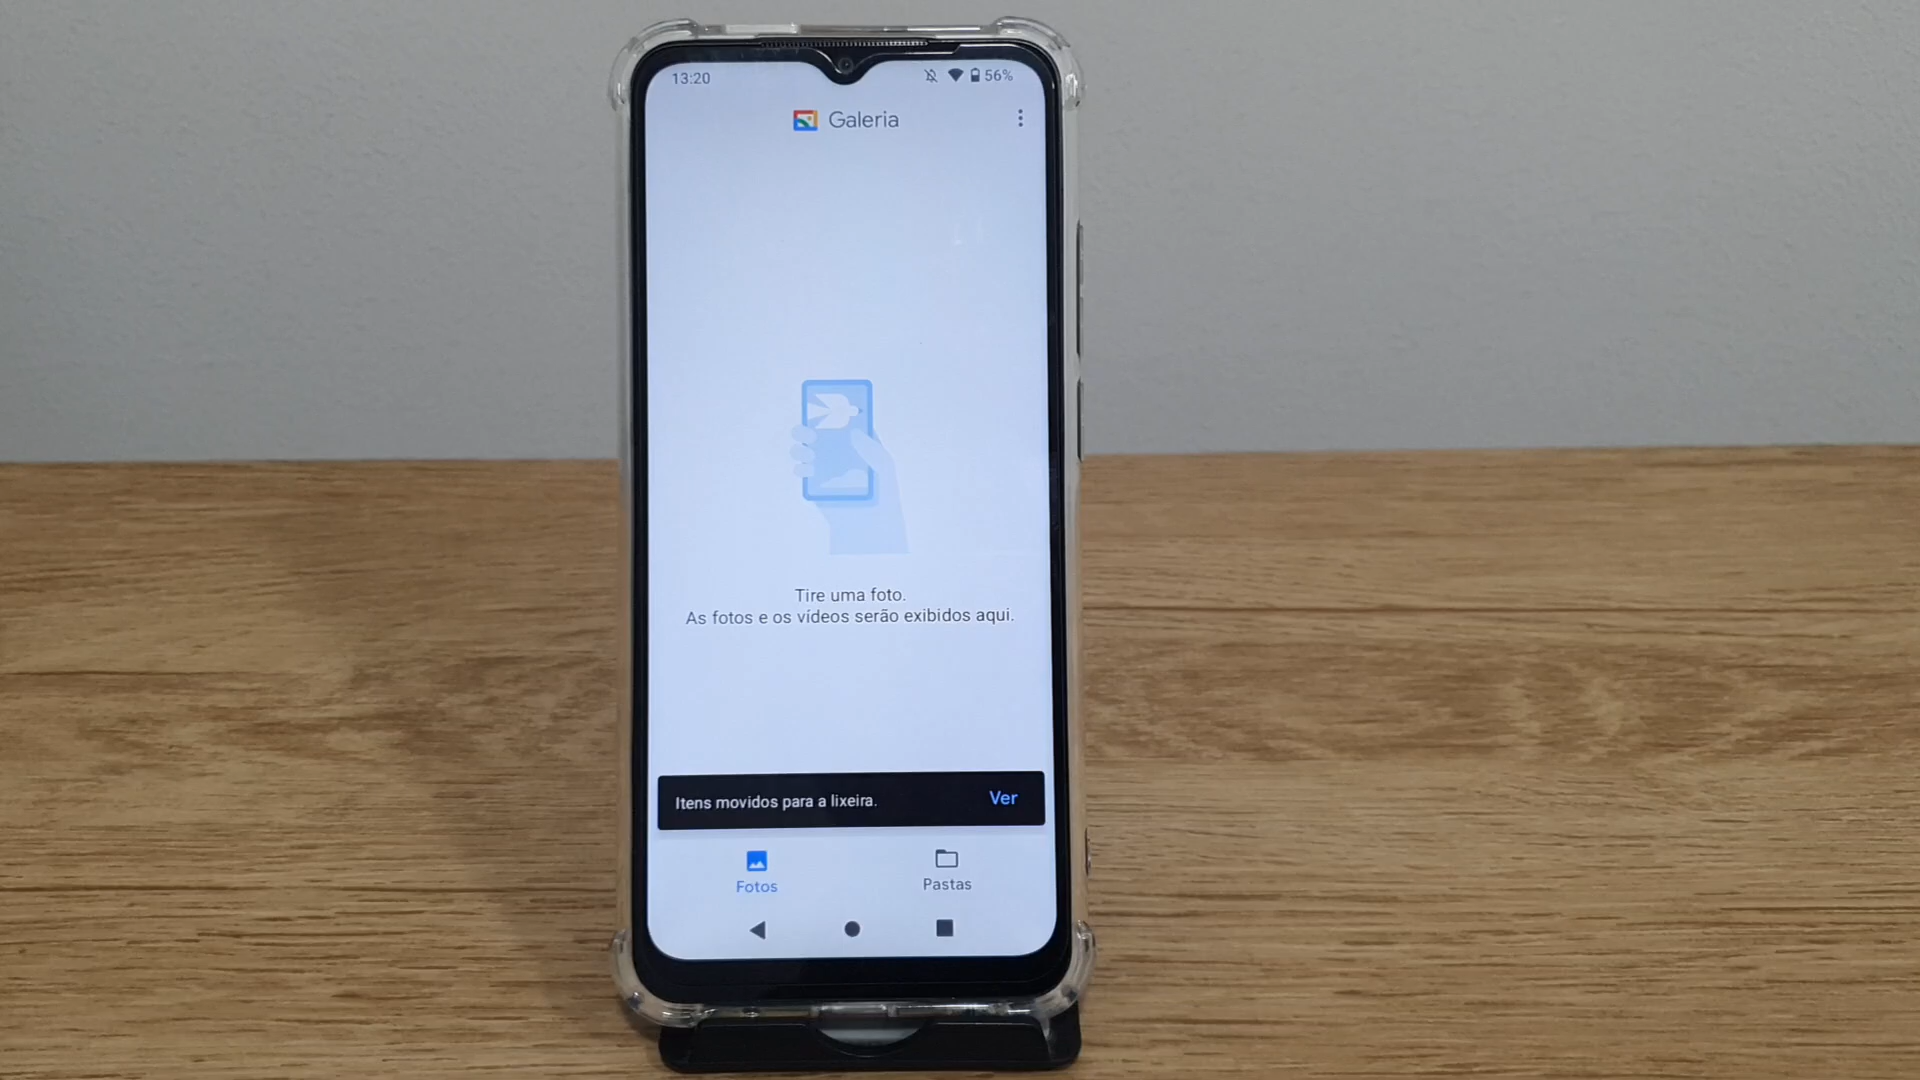 13:20 56%
Galeria
Tire uma foto.
As fotos e os vídeos serão exibidos aqui.
Itens movidos para a lixeira. Ver
Fotos Pastas